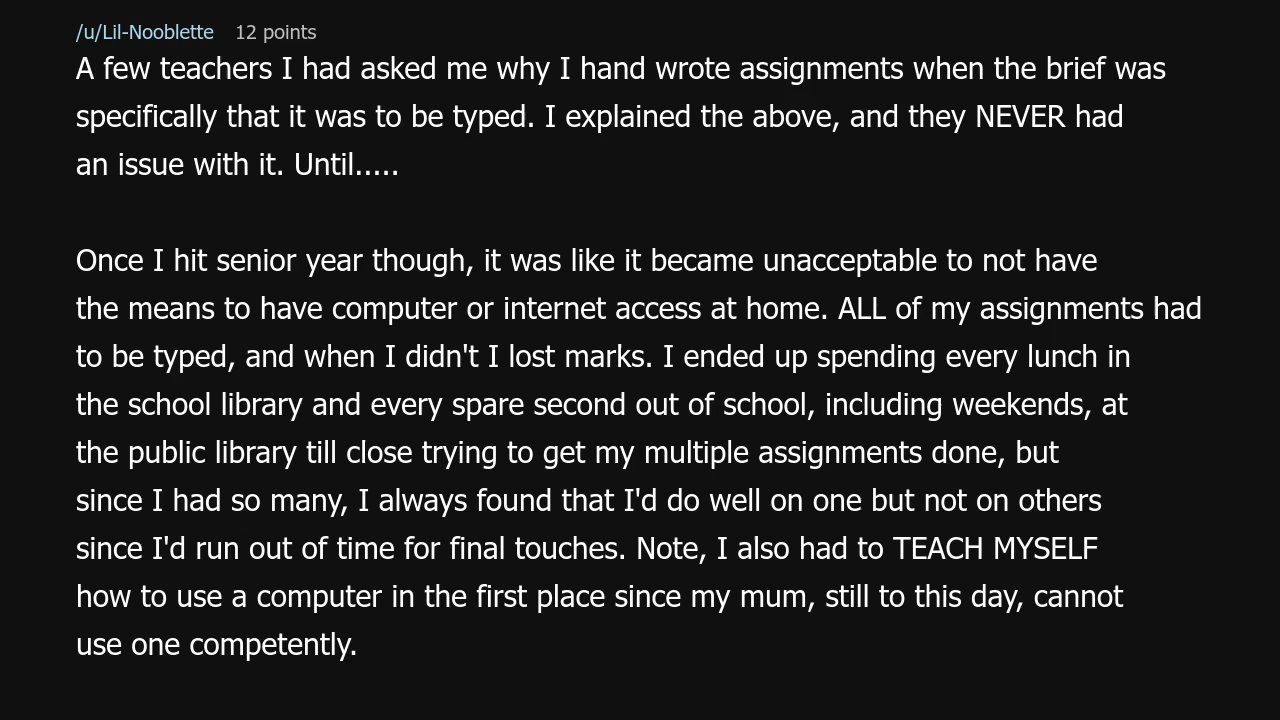 /u/Lil-Nooblette 12 points
A few teachers I had asked me why I hand wrote assignments when the brief was
specifically that it was to be typed. I explained the above, and they NEVER had
an issue with it. Until.....
Once I hit senior year though, it was like it became unacceptable to not have
the means to have computer or internet access at home. ALL of my assignments had
to be typed, and when I didn't I lost marks. I ended up spending every lunch in
the school library and every spare second out of school, including weekends, at
the public library till close trying to get my multiple assignments done, but
since I had so many, I always found that I'd do well on one but not on others
since I'd run out of time for final touches. Note, I also had to TEACH MYSELF
how to use a computer in the first place since my mum, still to this day, cannot
use one competently.